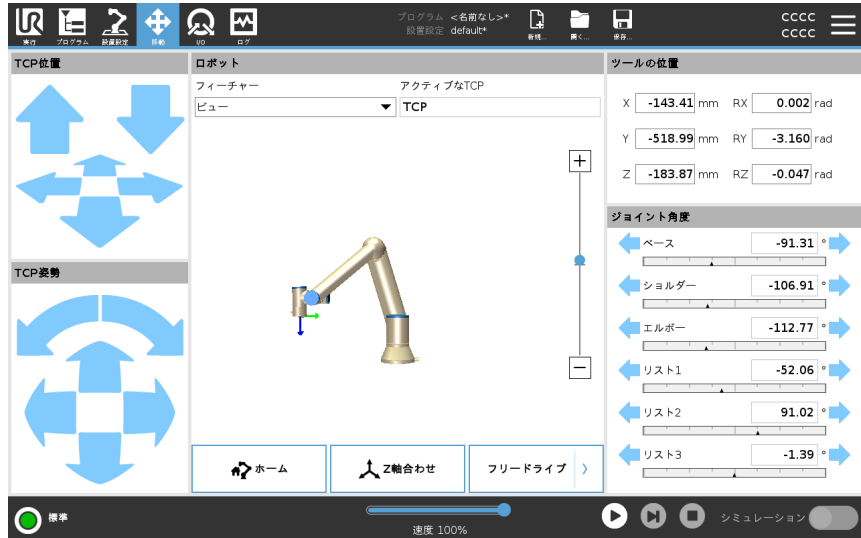 UR
実行
プログラム
設置設定
移動
I/O
ログ
プログラム <名前なし>*
設置設定 default*
新規...
開く...
保存...
CCCC
CCCC
TCP位置
ロボット
ツールの位置
フィーチャー
アクティブなTCP
ビュー
TCP
X -143.41 mm RX 0.002 rad
Y -518.99 mm RY -3.160 rad
Z -183.87 mm RZ -0.047 rad
ジョイント角度
ベース -91.31 °
ショルダー -106.91 °
エルボー -112.77 °
リスト1 -52.06 °
リスト2 91.02 °
リスト3 -1.39 °
TCP姿勢
+
−
ホーム
Z軸合わせ
フリードライブ
標準
速度 100%
シミュレーション